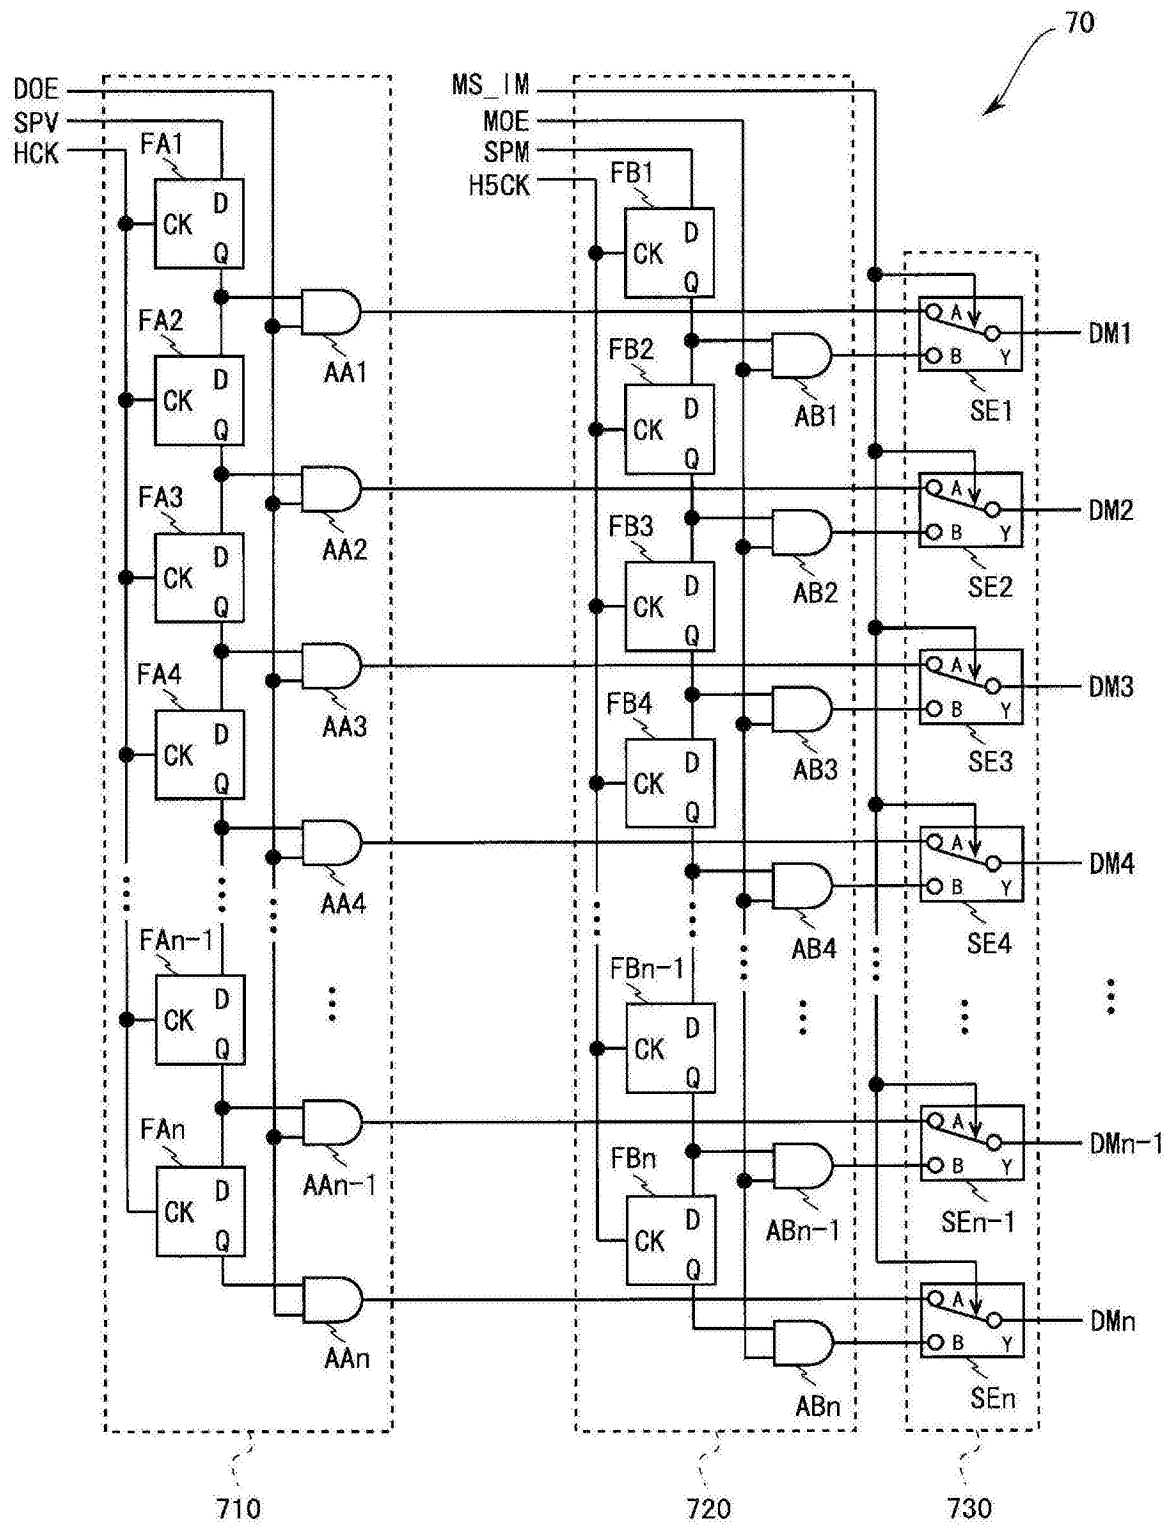 70
DOE
SPV
HCK
MS_IM
MOE
SPM
H5CK
FA1
CK D Q
AA1
FA2
CK D Q
AA2
FA3
CK D Q
AA3
FA4
CK D Q
AA4
FAn-1
CK D Q
AAn-1
FAn
CK D Q
AAn
710
FB1
CK D Q
AB1
FB2
CK D Q
AB2
FB3
CK D Q
AB3
FB4
CK D Q
AB4
FBn-1
CK D Q
ABn-1
FBn
CK D Q
ABn
720
A B Y
SE1
DM1
A B Y
SE2
DM2
A B Y
SE3
DM3
A B Y
SE4
DM4
A B Y
SEn-1
DMn-1
A B Y
SEn
DMn
730